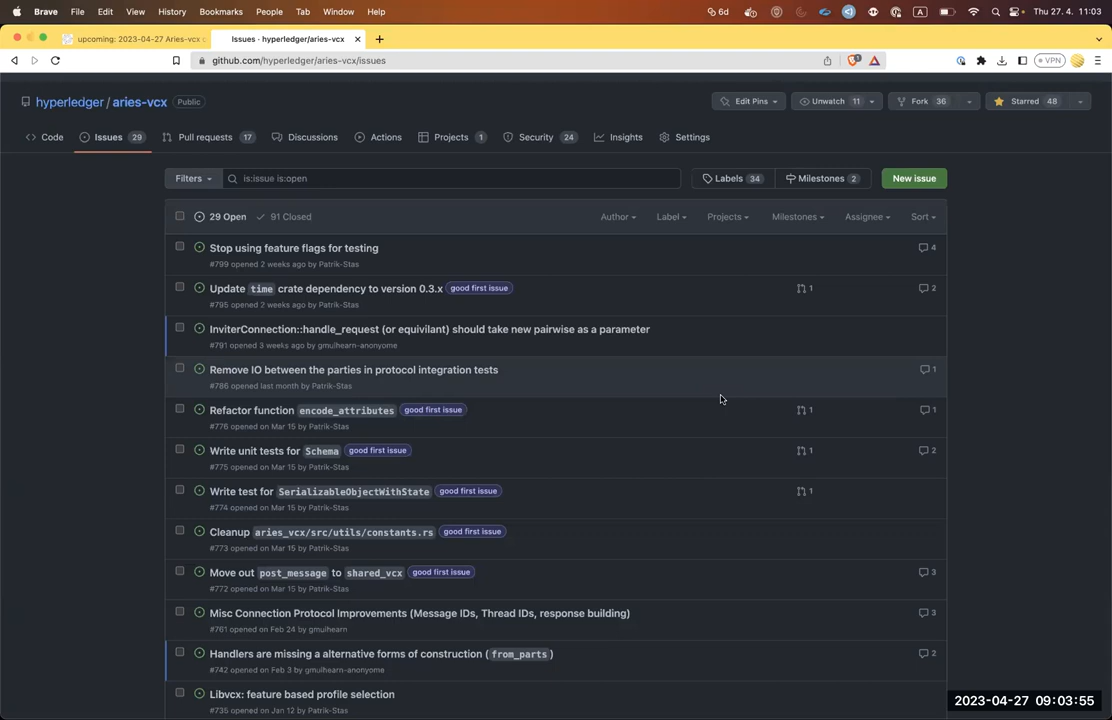 Brave File Edit View History Bookmarks People Tab Window Help 6d A Thu 27. 4. 11:03
upcoming: 2023-04-27 Aries-vcx c Issues · hyperledger/aries-vcx
github.com/hyperledger/aries-vcx/issues 1 VPN
hyperledger / aries-vcx Public Edit Pins Unwatch 11 Fork 36 Starred 48
Code Issues 29 Pull requests 17 Discussions Actions Projects 1 Security 24 Insights Settings
Filters is:issue is:open Labels 34 Milestones 2 New issue
29 Open 91 Closed Author Label Projects Milestones Assignee Sort
Stop using feature flags for testing 4
#799 opened 2 weeks ago by Patrik-Stas
Update time crate dependency to version 0.3.x good first issue 1 2
#795 opened 2 weeks ago by Patrik-Stas
InviterConnection::handle_request (or equivilant) should take new pairwise as a parameter
#791 opened 3 weeks ago by gmulhearn-anonyome
Remove IO between the parties in protocol integration tests 1
#786 opened last month by Patrik-Stas
Refactor function encode_attributes good first issue 1 1
#776 opened on Mar 15 by Patrik-Stas
Write unit tests for Schema good first issue 1 2
#775 opened on Mar 15 by Patrik-Stas
Write test for SerializableObjectWithState good first issue 1
#774 opened on Mar 15 by Patrik-Stas
Cleanup aries_vcx/src/utils/constants.rs good first issue
#773 opened on Mar 15 by Patrik-Stas
Move out post_message to shared_vcx good first issue 3
#772 opened on Mar 15 by Patrik-Stas
Misc Connection Protocol Improvements (Message IDs, Thread IDs, response building) 3
#761 opened on Feb 24 by gmulhearn
Handlers are missing a alternative forms of construction ( from_parts ) 2
#742 opened on Feb 3 by gmulhearn-anonyome
Libvcx: feature based profile selection
#735 opened on Jan 12 by Patrik-Stas
2023-04-27 09:03:55